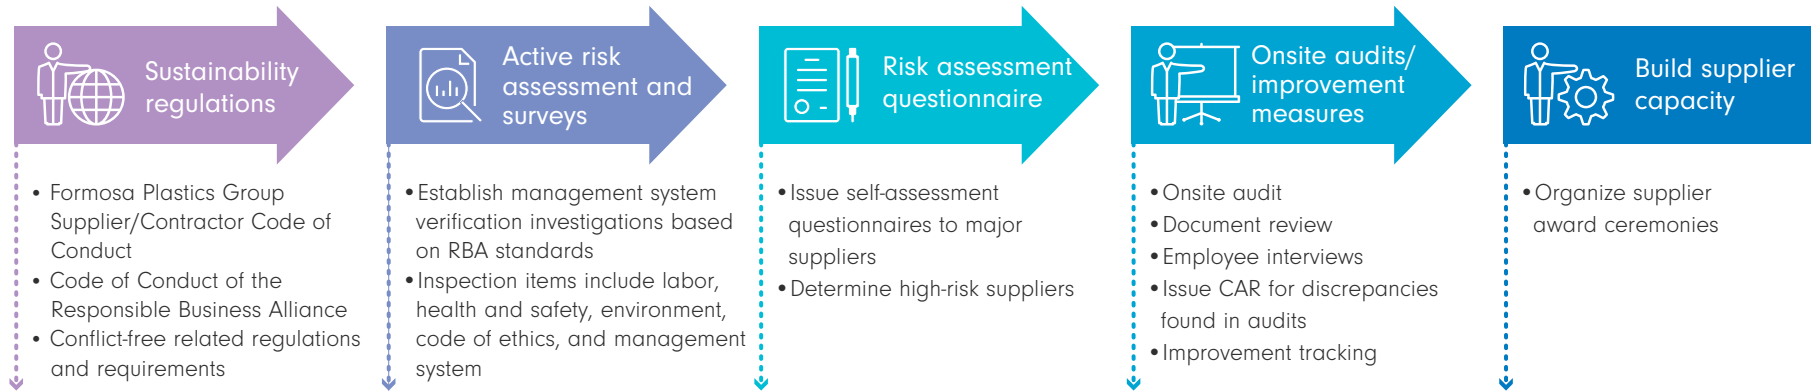 Sustainability
regulations
• Formosa Plastics Group
Supplier/Contractor Code of
Conduct
• Code of Conduct of the
Responsible Business Alliance
• Conflict-free related regulations
and requirements
Active risk
assessment and
surveys
• Establish management system
verification investigations based
on RBA standards
• Inspection items include labor,
health and safety, environment,
code of ethics, and management
system
Risk assessment
questionnaire
• Issue self-assessment
questionnaires to major
suppliers
• Determine high-risk suppliers
Onsite audits/
improvement
measures
• Onsite audit
• Document review
• Employee interviews
• Issue CAR for discrepancies
found in audits
• Improvement tracking
Build supplier
capacity
• Organize supplier
award ceremonies